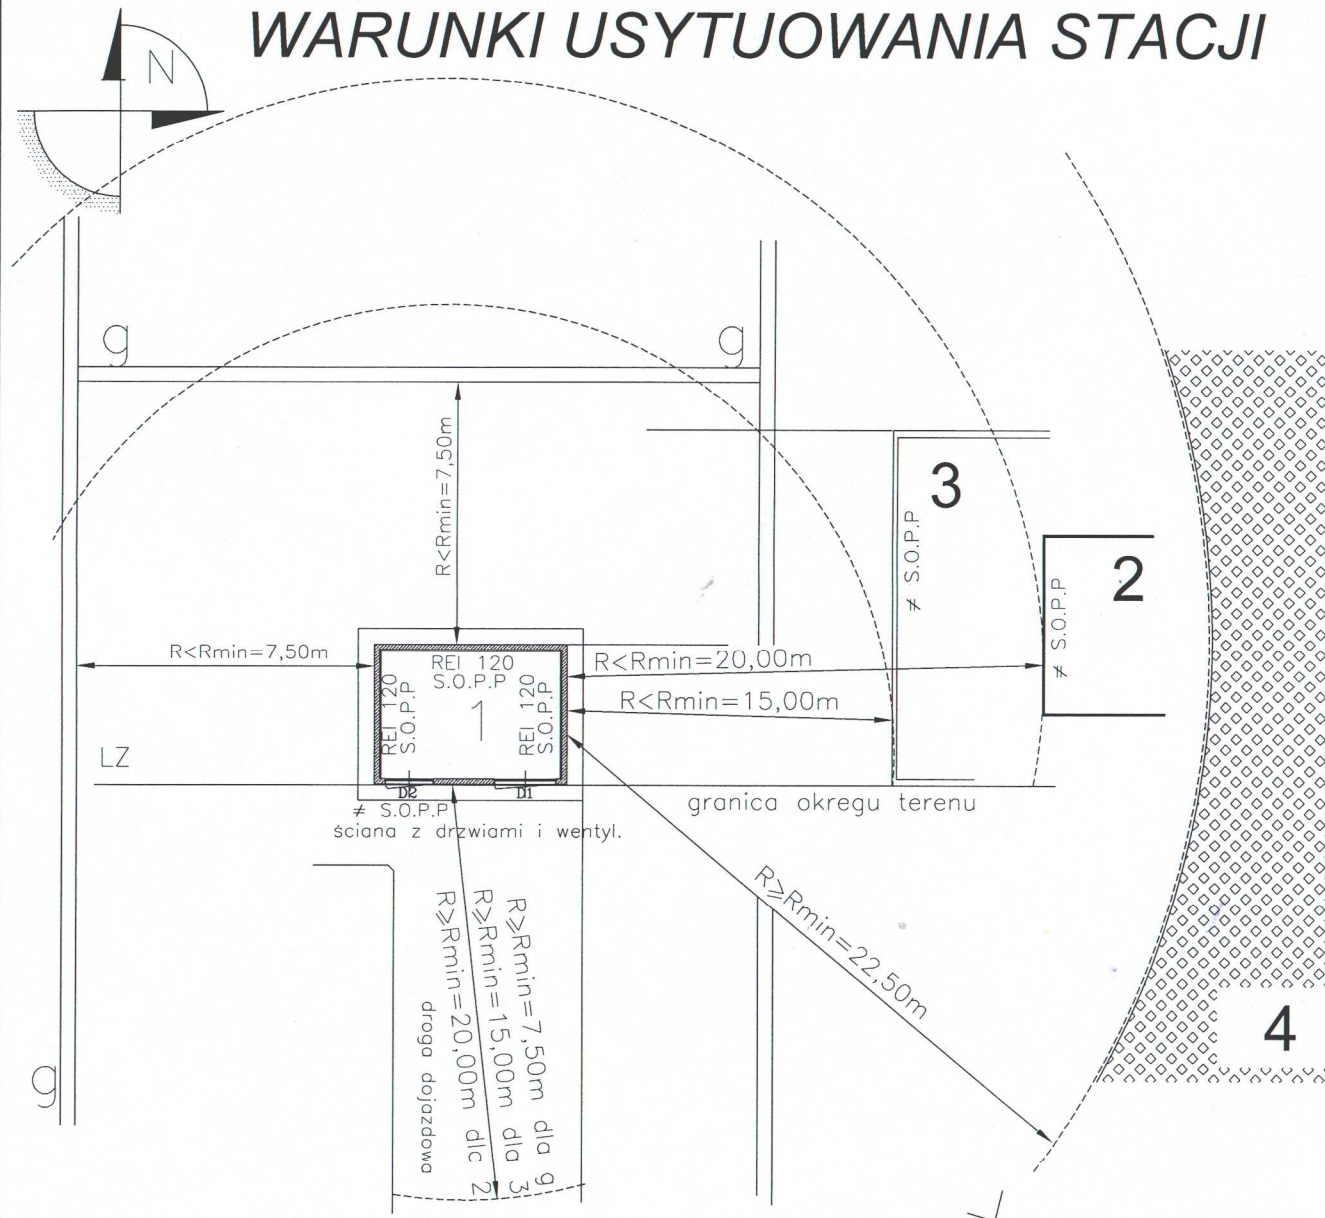 WARUNKI USYTUOWANIA STACJI
N
g
g
R<Rmin=7,50m
3
≠ S.O.P.P
2
≠ S.O.P.P
R<Rmin=7,50m
REI 120
S.O.P.P
REI 120
S.O.P.P
1
REI 120
S.O.P.P
R<Rmin=20,00m
R<Rmin=15,00m
LZ
D2
D1
≠ S.O.P.P
ściana z drzwiami i wentyl.
granica okregu terenu
R⩾Rmin=22,50m
R⩾Rmin=7,50m dla g
R⩾Rmin=15,00m dla 3
R⩾Rmin=20,00m dlc 2
droga dojazdowa
g
4